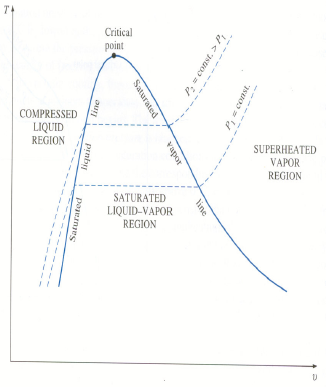 T
Critical
point
Saturated
vapor
line
P₂ = const. > P₁
P₁ = const.
COMPRESSED
LIQUID
REGION
line
liquid
Saturated
SUPERHEATED
VAPOR
REGION
SATURATED
LIQUID–VAPOR
REGION
v